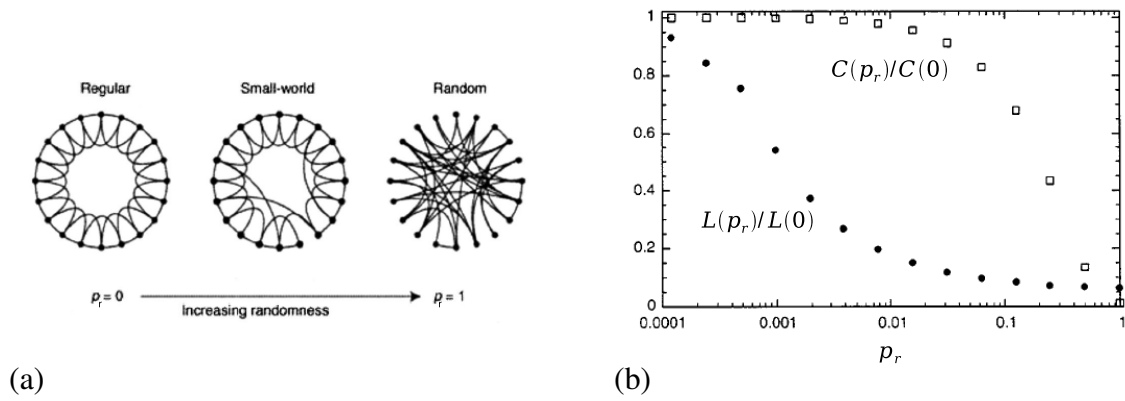 Regular Small-world Random
p_r = 0 p_r = 1
Increasing randomness
(a)
1
0.8
0.6
0.4
0.2
0
C(p_r)/C(0)
L(p_r)/L(0)
0.0001 0.001 0.01 0.1 1
p_r
(b)